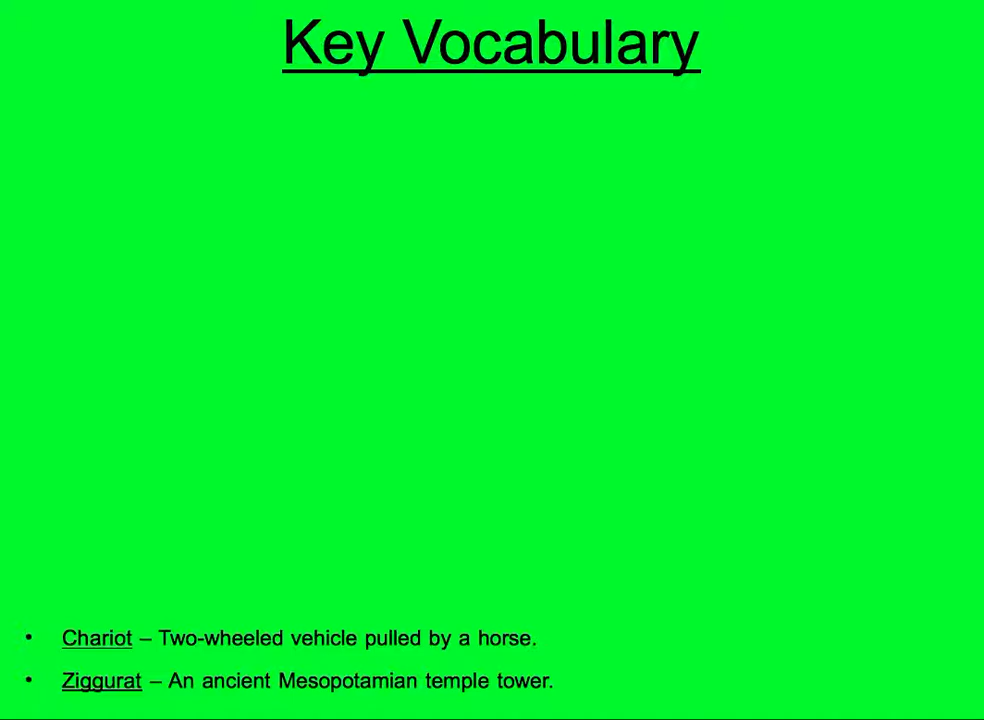 Key Vocabulary
• Chariot – Two-wheeled vehicle pulled by a horse.
• Ziggurat – An ancient Mesopotamian temple tower.